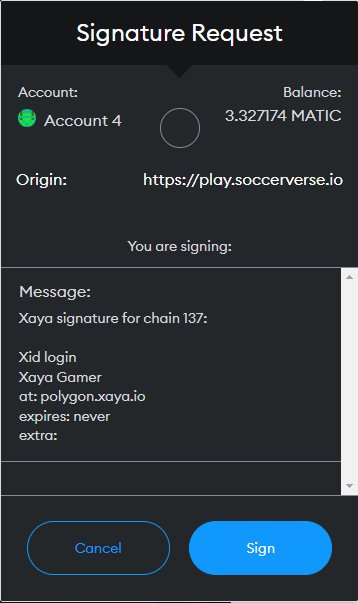 Signature Request
Account:
Balance:
Account 4
3.327174 MATIC
Origin:
https://play.soccerverse.io
You are signing:
Message:
Xaya signature for chain 137:
Xid login
Xaya Gamer
at: polygon.xaya.io
expires: never
extra:
Cancel
Sign